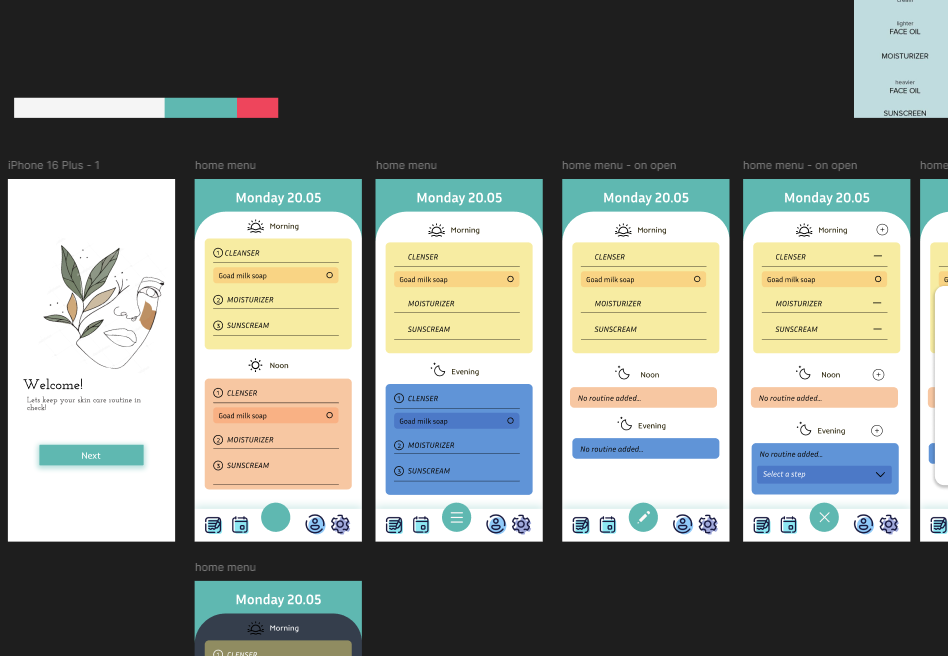 cream
lighter
FACE OIL
MOISTURIZER
heavier
FACE OIL
SUNSCREEN
iPhone 16 Plus - 1
Welcome!
Lets keep your skin care routine in
check!
Next
home menu
Monday 20.05
Morning
1 CLEANSER
Goad milk soap
2 MOISTURIZER
3 SUNSCREAM
Noon
1 CLENSER
Goad milk soap
2 MOISTURIZER
3 SUNSCREAM
home menu
Monday 20.05
Morning
CLENSER
Goad milk soap
MOISTURIZER
SUNSCREAM
Evening
1 CLENSER
Goad milk soap
2 MOISTURIZER
3 SUNSCREAM
home menu - on open
Monday 20.05
Morning
CLENSER
Goad milk soap
MOISTURIZER
SUNSCREAM
Noon
No routine added...
Evening
No routine added...
home menu - on open
Monday 20.05
Morning
CLENSER
Goad milk soap
MOISTURIZER
SUNSCREAM
Noon
No routine added...
Evening
No routine added...
Select a step
home
home menu
Monday 20.05
Morning
1 CLENSER